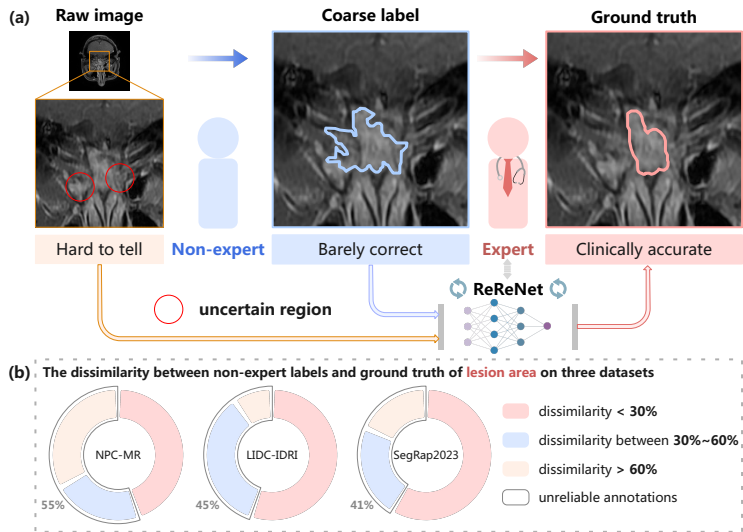 (a) Raw image Coarse label Ground truth
Hard to tell Non-expert Barely correct Expert Clinically accurate
ReReNet
uncertain region
(b) The dissimilarity between non-expert labels and ground truth of lesion area on three datasets
NPC-MR
55%
LIDC-IDRI
45%
SegRap2023
41%
dissimilarity < 30%
dissimilarity between 30%~60%
dissimilarity > 60%
unreliable annotations